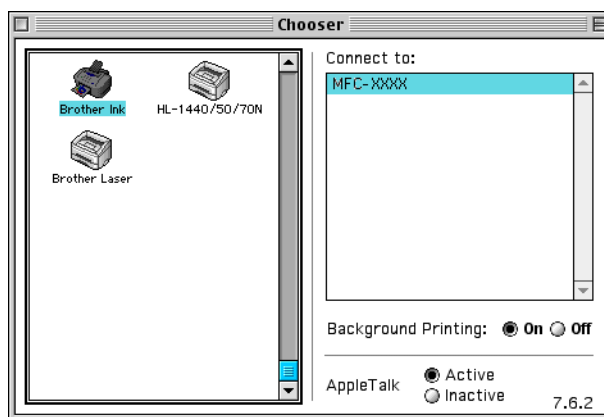 Chooser
Brother Ink
HL-1440/50/70N
Brother Laser
Connect to:
MFC-XXXX
Background Printing: On Off
AppleTalk
Active
Inactive
7.6.2